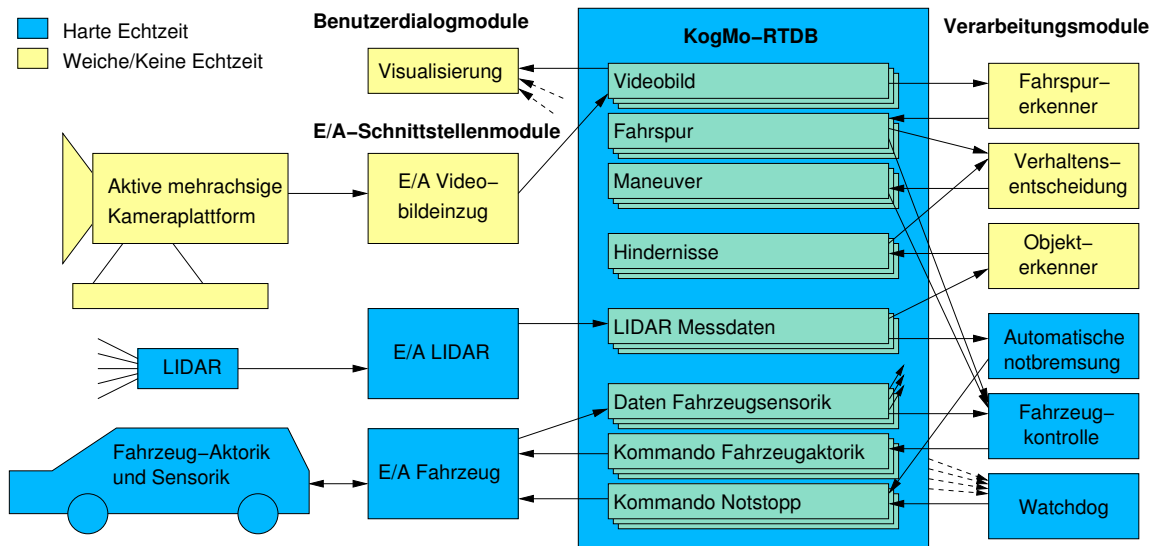 Harte Echtzeit
Weiche/Keine Echtzeit
Benutzerdialogmodule
Visualisierung
E/A−Schnittstellenmodule
Aktive mehrachsige
Kameraplattform
E/A Video−
bildeinzug
LIDAR
E/A LIDAR
Fahrzeug−Aktorik
und Sensorik
E/A Fahrzeug
KogMo−RTDB
Videobild
Fahrspur
Maneuver
Hindernisse
LIDAR Messdaten
Daten Fahrzeugsensorik
Kommando Fahrzeugaktorik
Kommando Notstopp
Verarbeitungsmodule
Fahrspur−
erkenner
Verhaltens−
entscheidung
Objekt−
erkenner
Automatische
notbremsung
Fahrzeug−
kontrolle
Watchdog